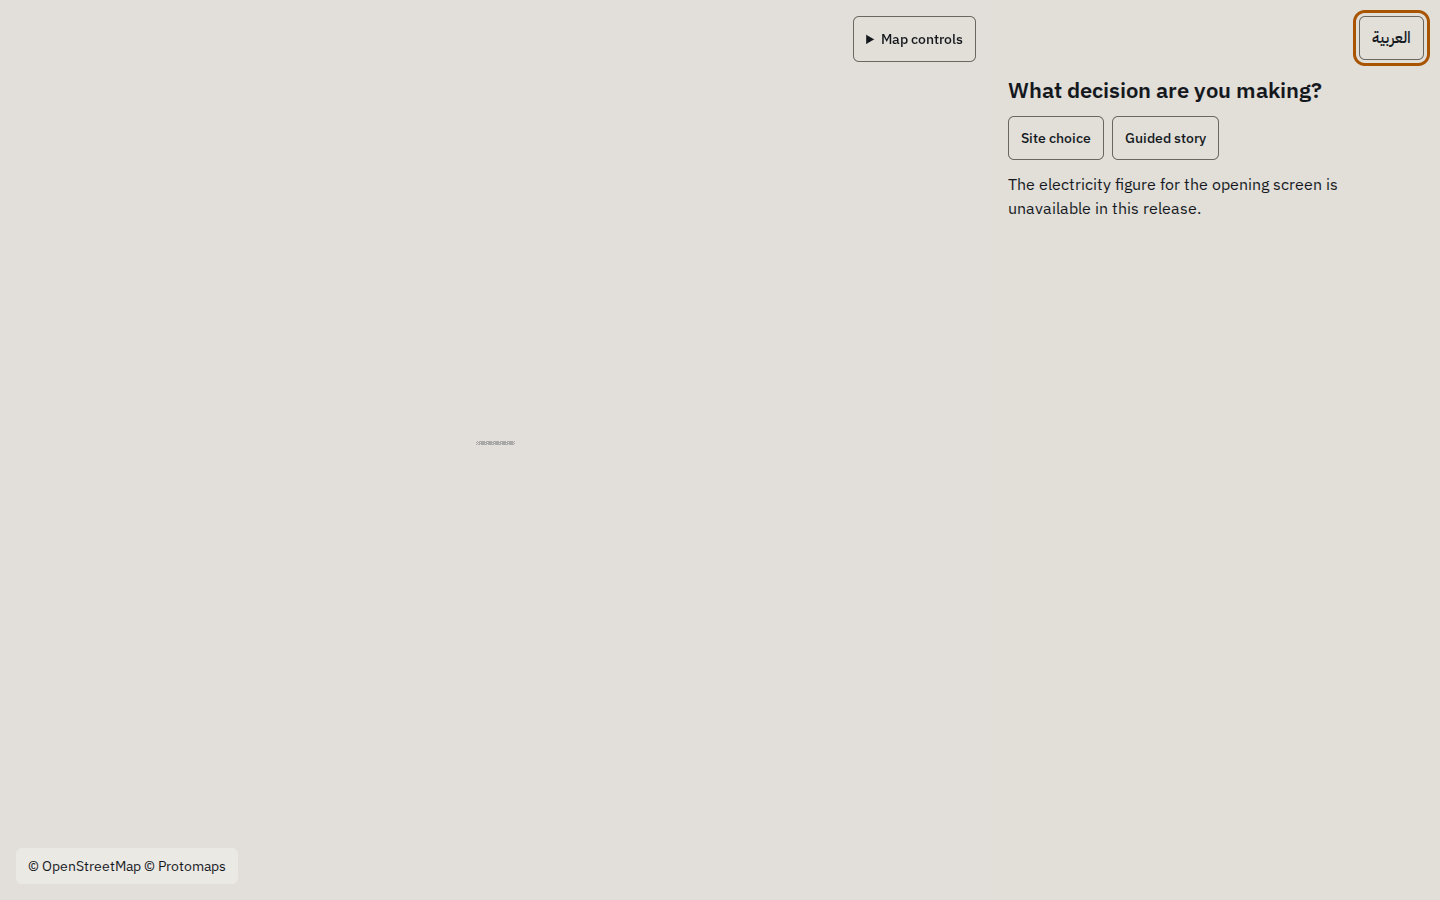 Map controls
العربية
What decision are you making?
Site choice
Guided story
The electricity figure for the opening screen is
unavailable in this release.
© OpenStreetMap © Protomaps